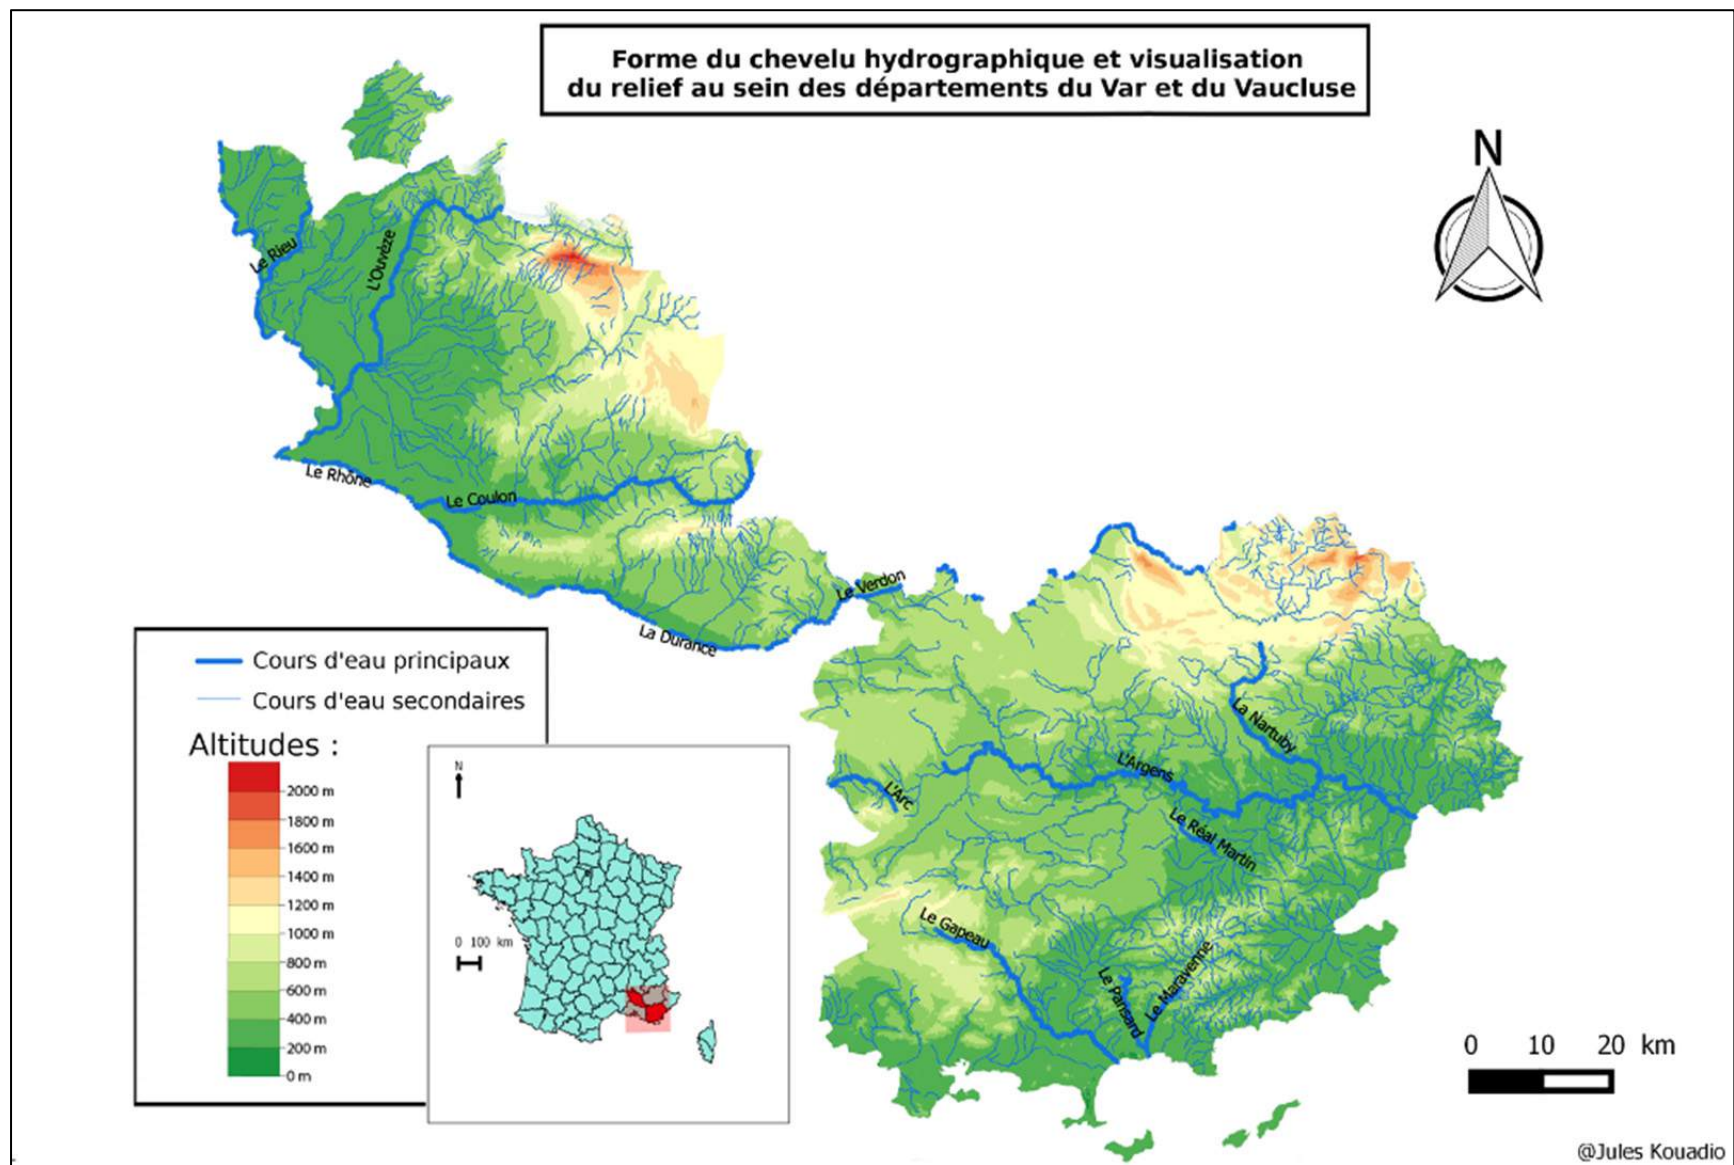 Forme du chevelu hydrographique et visualisation
du relief au sein des départements du Var et du Vaucluse
N
Le Rieu
L'Ouvèze
Le Rhône
Le Coulon
La Durance
Le Verdon
La Nartuby
L'Argens
L'Arc
Le Réal Martin
Le Gapeau
Le Pansard
Le Maravenne
Cours d'eau principaux
Cours d'eau secondaires
Altitudes :
2000 m
1800 m
1600 m
1400 m
1200 m
1000 m
800 m
600 m
400 m
200 m
0 m
N
0 100 km
0 10 20 km
@Jules Kouadio